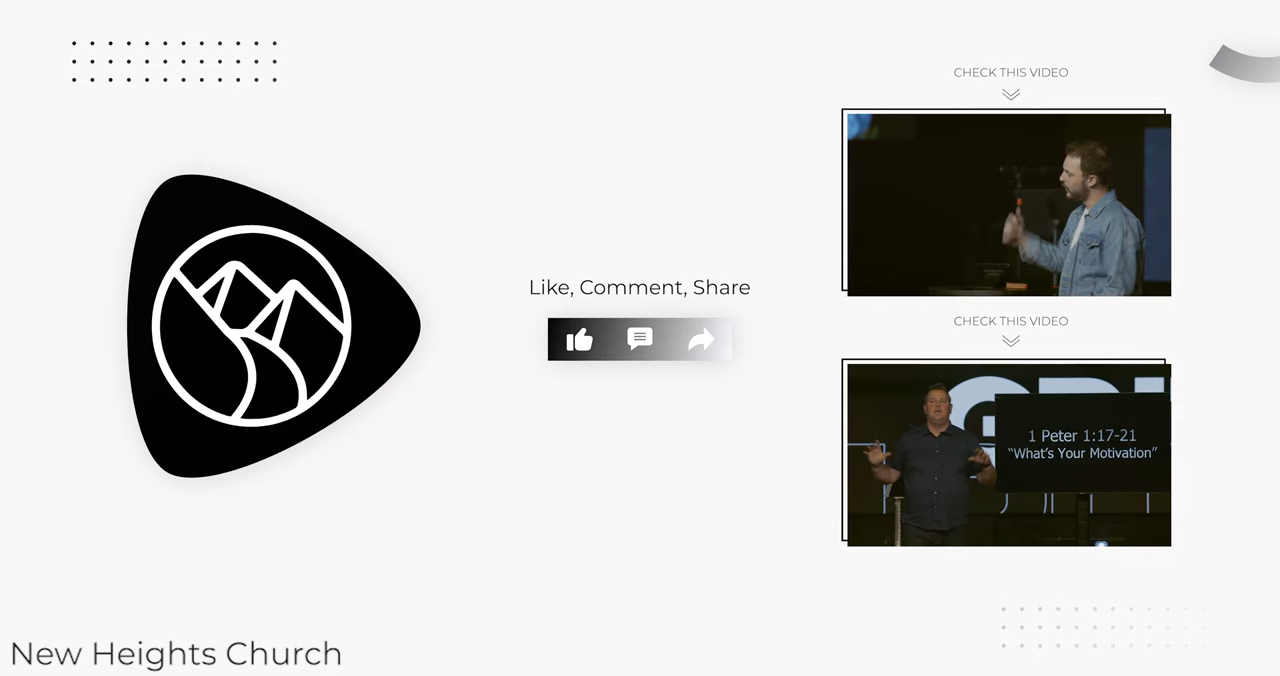 CHECK THIS VIDEO
Like, Comment, Share
CHECK THIS VIDEO
1 Peter 1:17-21
"What's Your Motivation"
New Heights Church